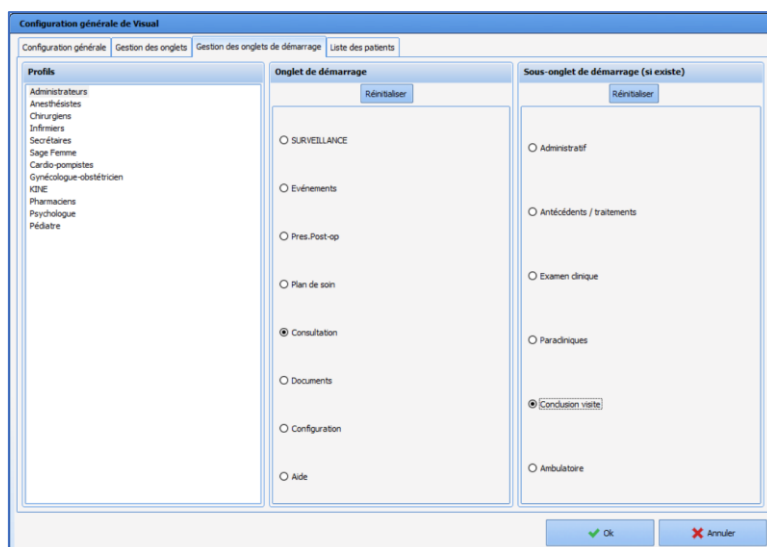 Configuration générale de Visual
Configuration générale
Gestion des onglets
Gestion des onglets de démarrage
Liste des patients
Profils
Administrateurs
Anesthésistes
Chirurgiens
Infirmiers
Secrétaires
Sage Femme
Cardio-pompistes
Gynécologue-obstétricien
KINE
Pharmaciens
Psychologue
Pédiatre
Onglet de démarrage
Réinitialiser
SURVEILLANCE
Evénements
Pres.Post-op
Plan de soin
Consultation
Documents
Configuration
Aide
Sous-onglet de démarrage (si existe)
Réinitialiser
Administratif
Antécédents / traitements
Examen clinique
Paracliniques
Conclusion visite
Ambulatoire
Ok
Annuler